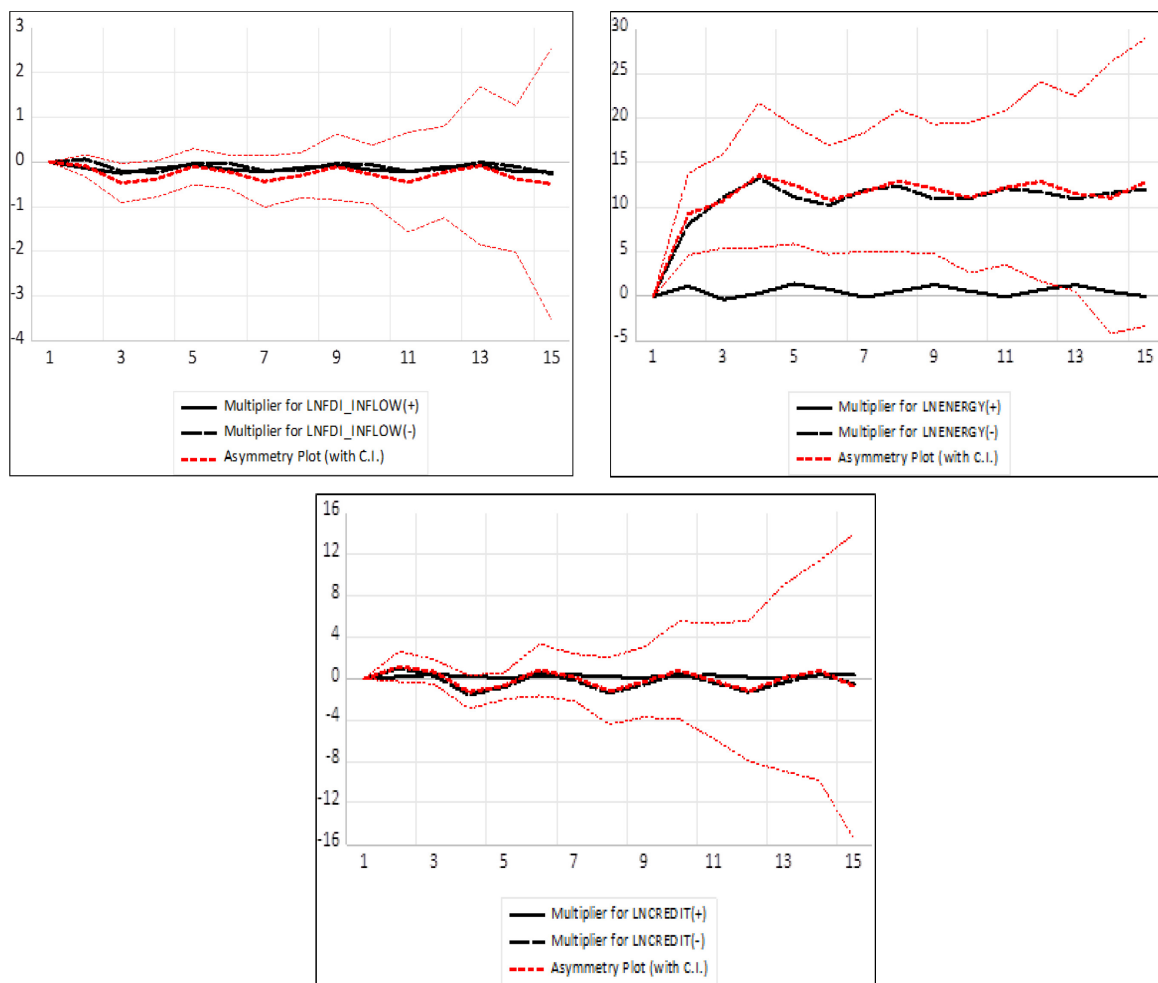 3
2
1
0
-1
-2
-3
-4
1 3 5 7 9 11 13 15
Multiplier for LNFDI_INFLOW(+)
Multiplier for LNFDI_INFLOW(-)
Asymmetry Plot (with C.I.)
30
25
20
15
10
5
0
-5
1 3 5 7 9 11 13 15
Multiplier for LNENERGY(+)
Multiplier for LNENERGY(-)
Asymmetry Plot (with C.I.)
16
12
8
4
0
-4
-8
-12
-16
1 3 5 7 9 11 13 15
Multiplier for LNCREDIT(+)
Multiplier for LNCREDIT(-)
Asymmetry Plot (with C.I.)